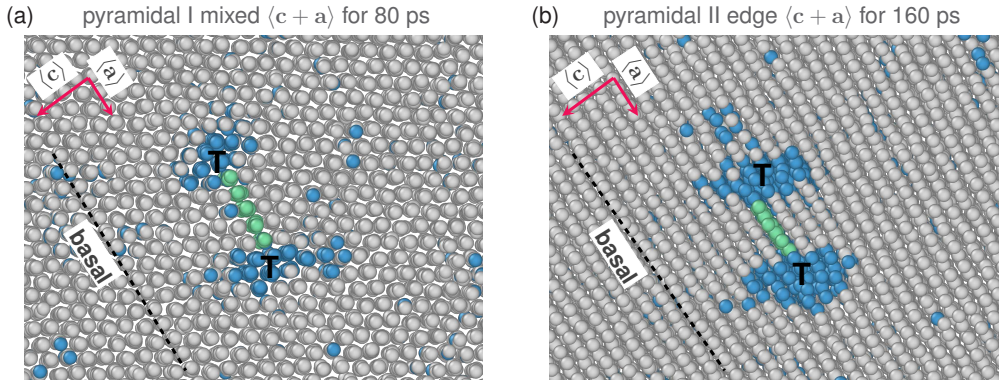 (a) pyramidal I mixed ⟨c + a⟩ for 80 ps
⟨c⟩
⟨a⟩
T
T
basal
(b) pyramidal II edge ⟨c + a⟩ for 160 ps
⟨c⟩
⟨a⟩
T
T
basal